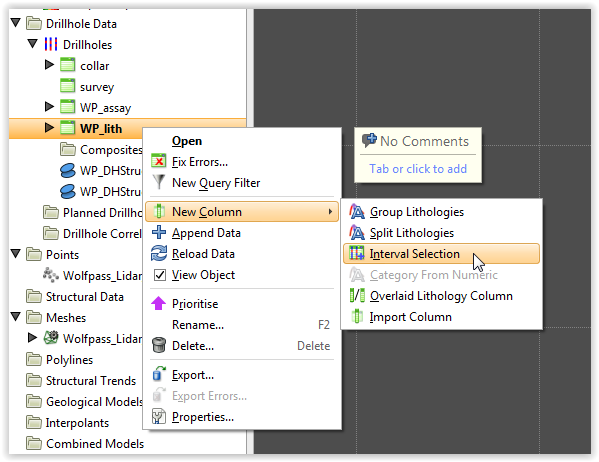 Drillhole Data
Drillholes
collar
survey
WP_assay
WP_lith
Composites
WP_DHStru
WP_DHStru
Planned Drillho
Drillhole Correl
Points
Wolfpass_Lidar
Structural Data
Meshes
Wolfpass_Lidar
Polylines
Structural Trends
Geological Models
Interpolants
Combined Models
Open
Fix Errors...
New Query Filter
New Column
Append Data
Reload Data
View Object
Prioritise
Rename... F2
Delete... Delete
Export...
Export Errors...
Properties...
No Comments
Tab or click to add
Group Lithologies
Split Lithologies
Interval Selection
Category From Numeric
Overlaid Lithology Column
Import Column